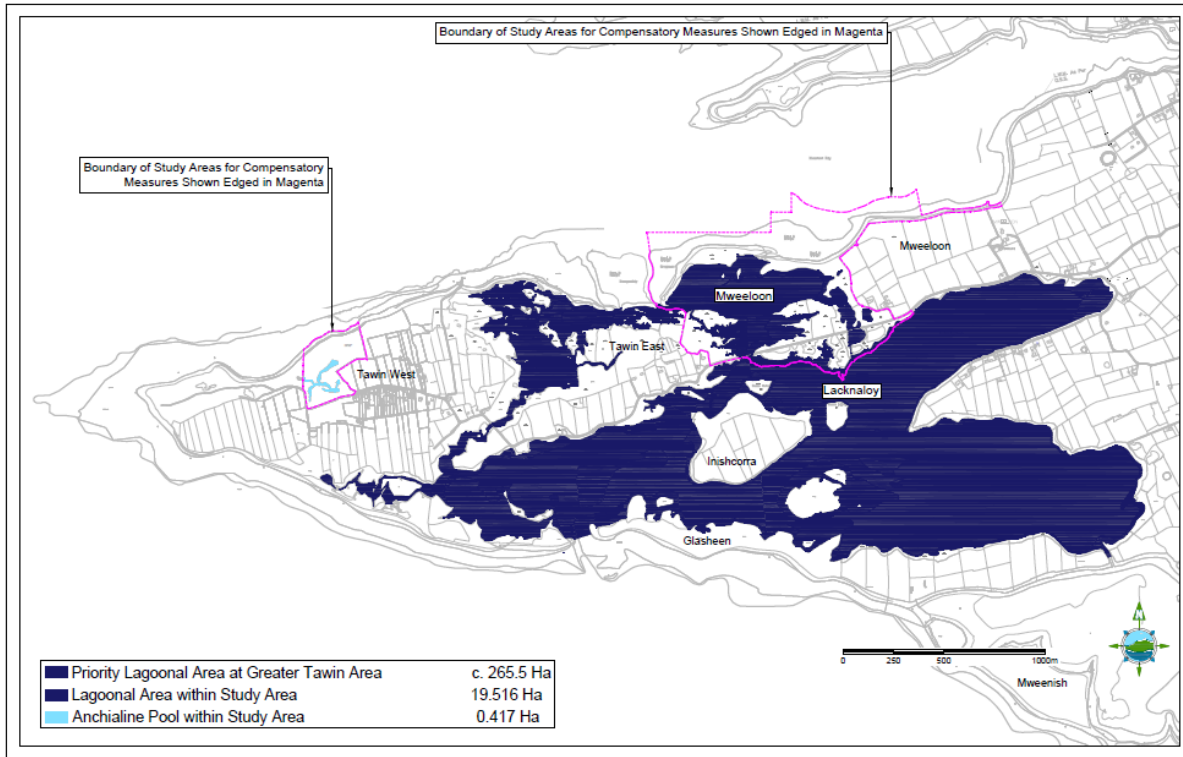 Boundary of Study Areas for Compensatory Measures Shown Edged in Magenta
Boundary of Study Areas for Compensatory
Measures Shown Edged in Magenta
Mweeloon
Mweeloon
Tawin East
Tawin West
Lacknaloy
Inishcorra
Glasheen
N
0 250 500 1000m
Mweenish
Priority Lagoonal Area at Greater Tawin Area c. 265.5 Ha
Lagoonal Area within Study Area 19.516 Ha
Anchialine Pool within Study Area 0.417 Ha